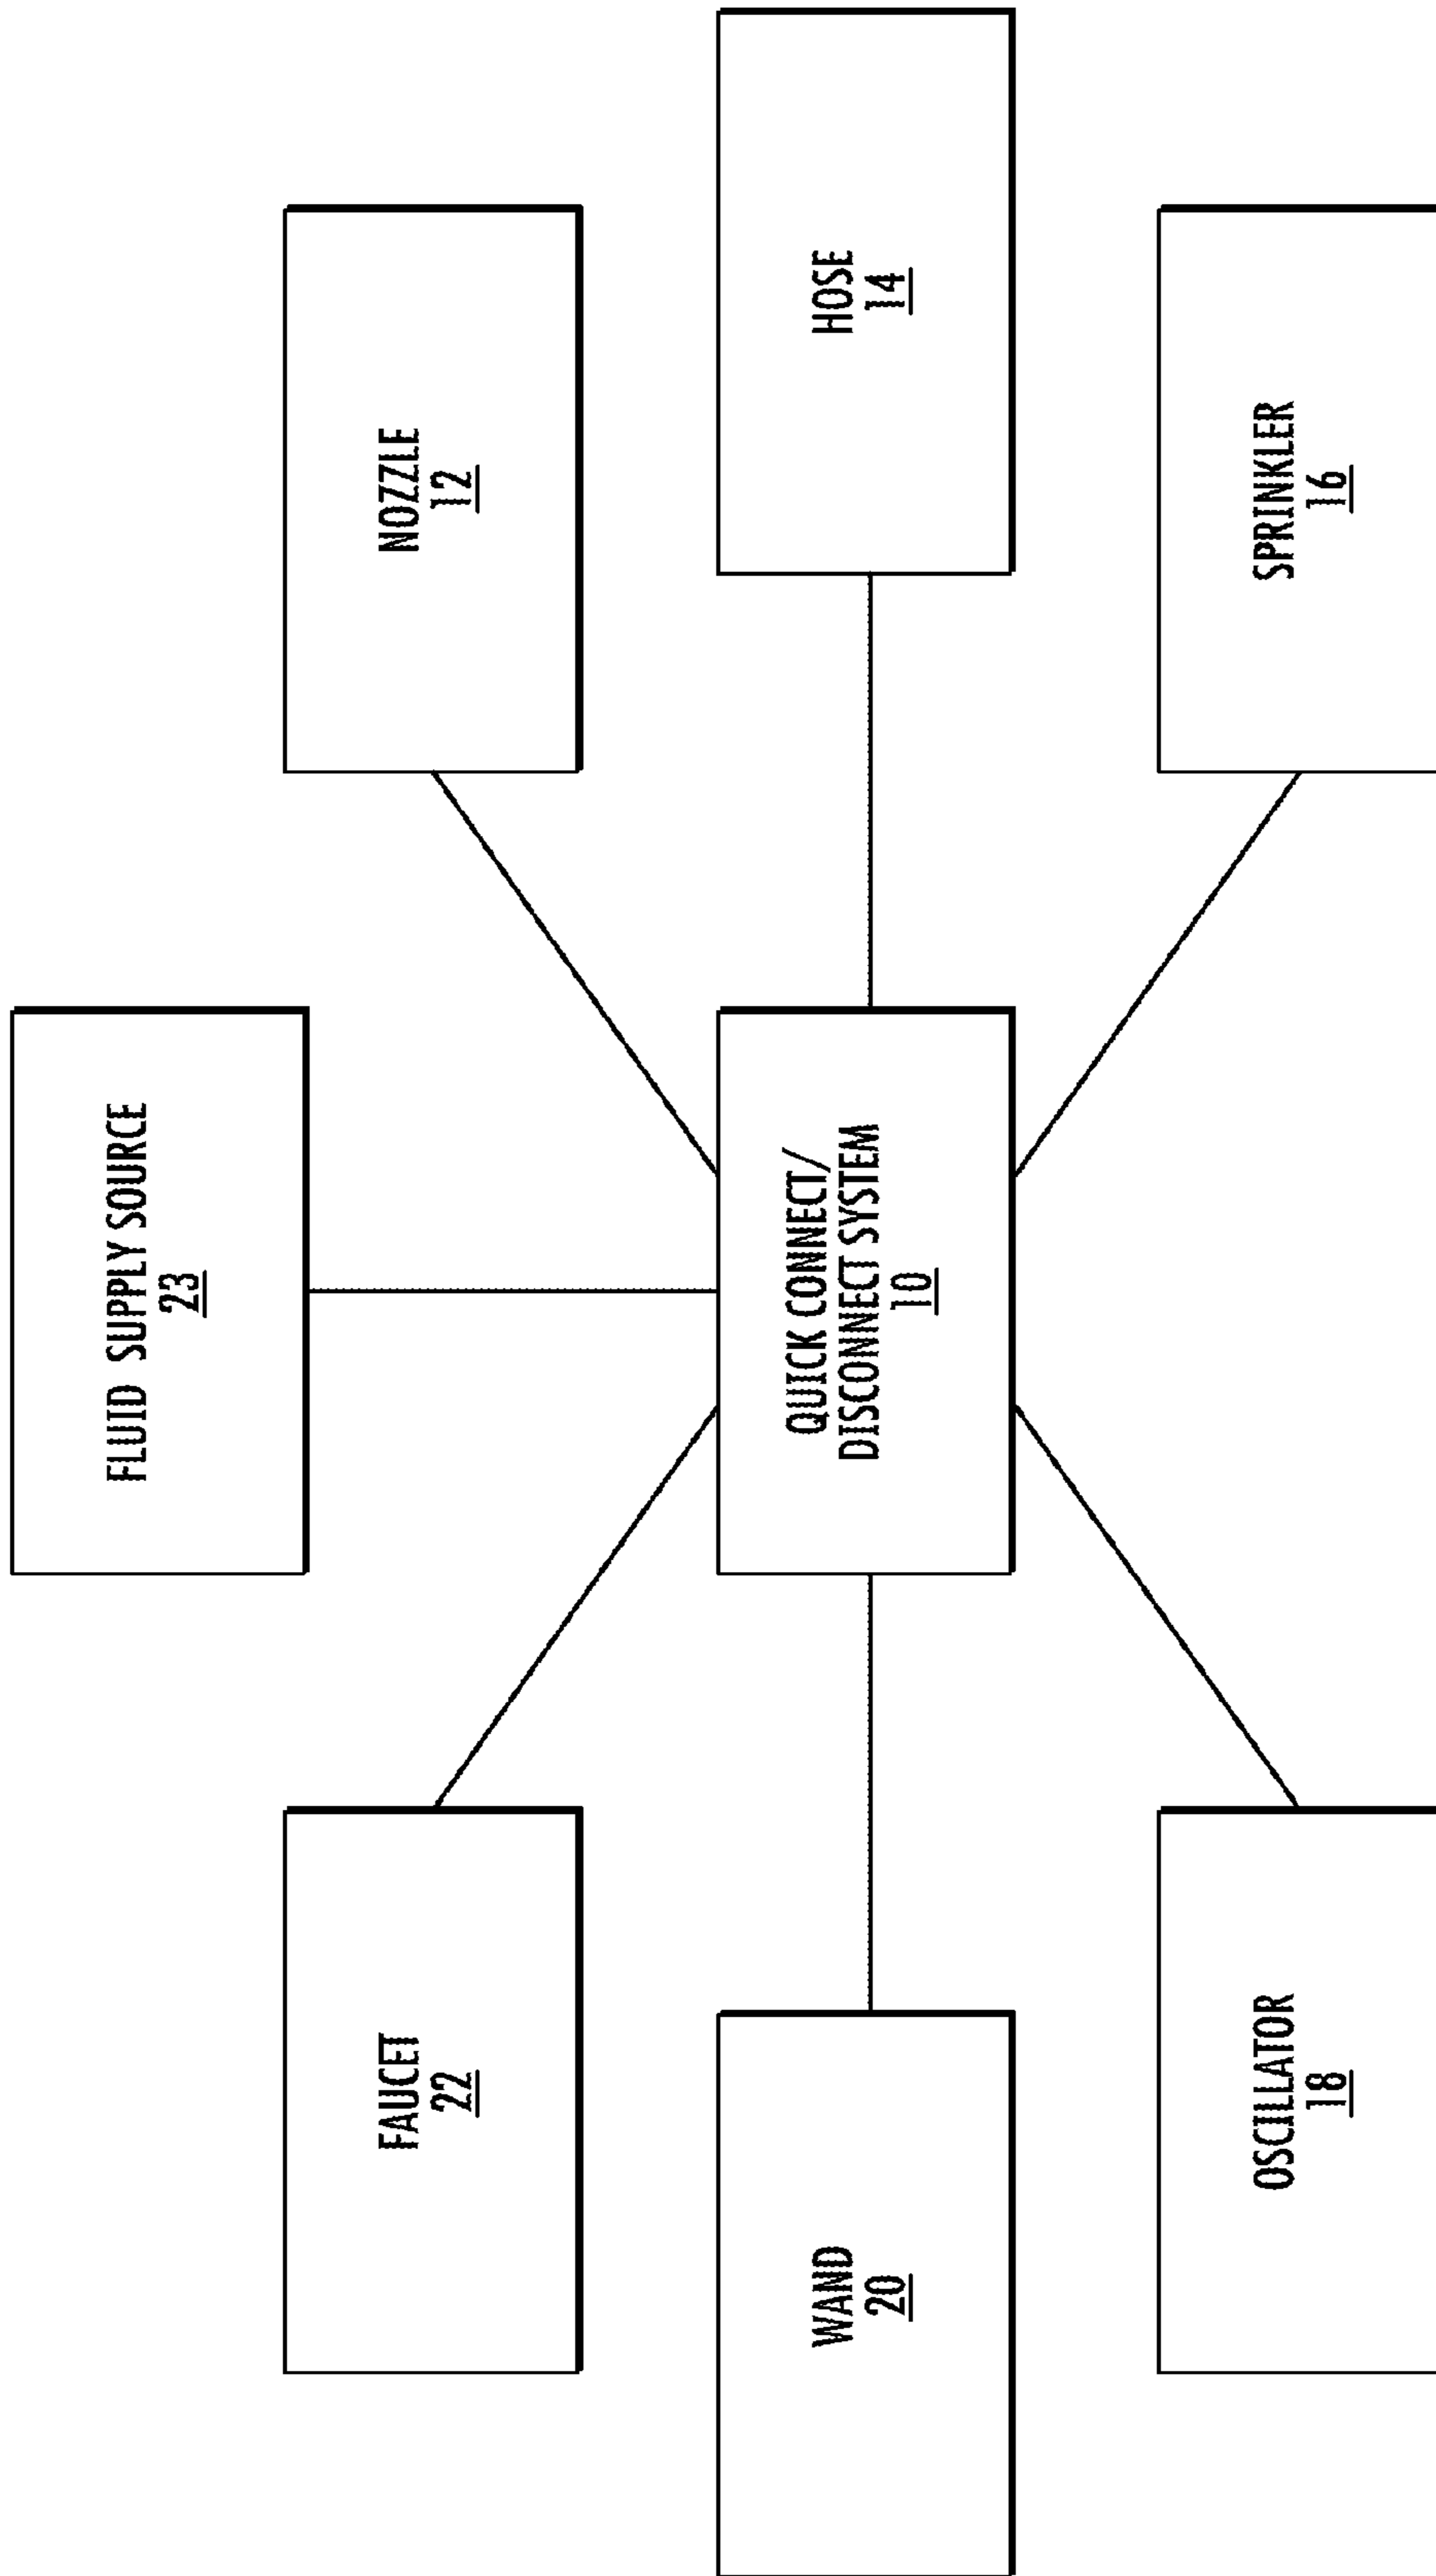 FLUID SUPPLY SOURCE
23
FAUCET
22
NOZZLE
12
WAND
20
QUICK CONNECT/
DISCONNECT SYSTEM
10
HOSE
14
OSCILLATOR
18
SPRINKLER
16